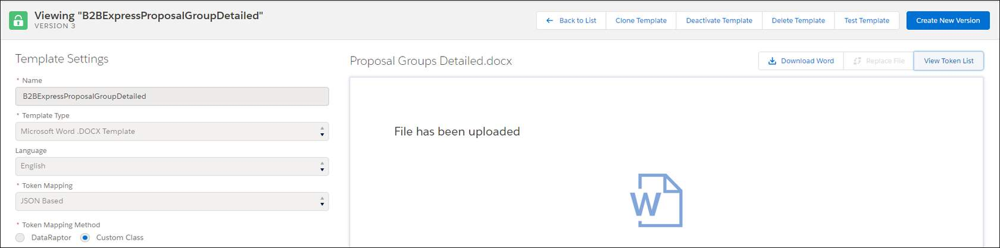 Viewing "B2BExpressProposalGroupDetailed"
VERSION 3
Back to List
Clone Template
Deactivate Template
Delete Template
Test Template
Create New Version
Template Settings
* Name
B2BExpressProposalGroupDetailed
* Template Type
Microsoft Word .DOCX Template
Language
English
* Token Mapping
JSON Based
* Token Mapping Method
DataRaptor
Custom Class
Proposal Groups Detailed.docx
Download Word
Replace File
View Token List
File has been uploaded
W